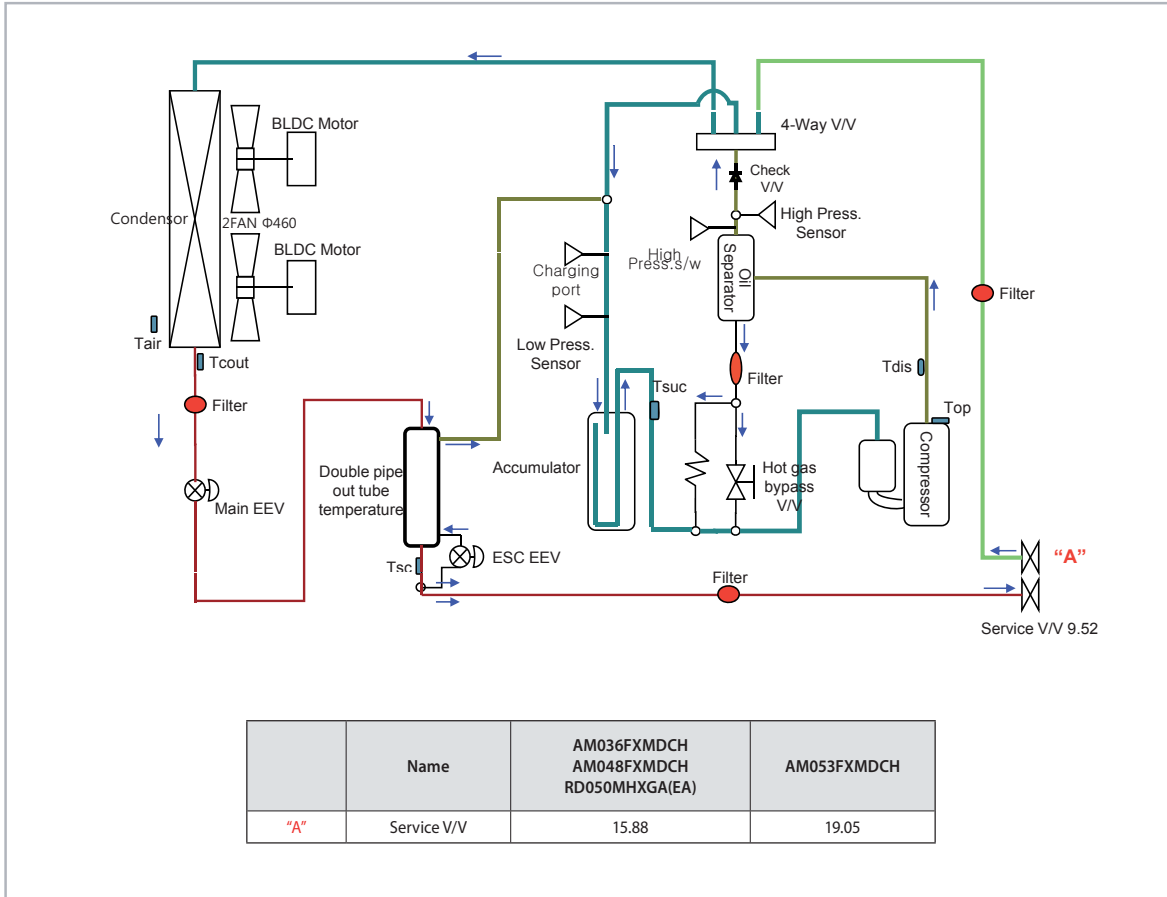 4-Way V/V
BLDC Motor
Check
V/V
Condensor
2FAN Φ460
High Press.
Sensor
BLDC Motor
High
Press.s/w
Oil
Separator
Charging
port
Filter
Tair
Tcout
Low Press.
Sensor
Tdis
Filter
Tsuc
Filter
Top
Double pipe
out tube
temperature
Accumulator
Hot gas
bypass
V/V
Compressor
Main EEV
ESC EEV
Tsc
"A"
Filter
Service V/V 9.52
Name
AM036FXMDCH
AM048FXMDCH
RD050MHXGA(EA)
AM053FXMDCH
"A"
Service V/V
15.88
19.05